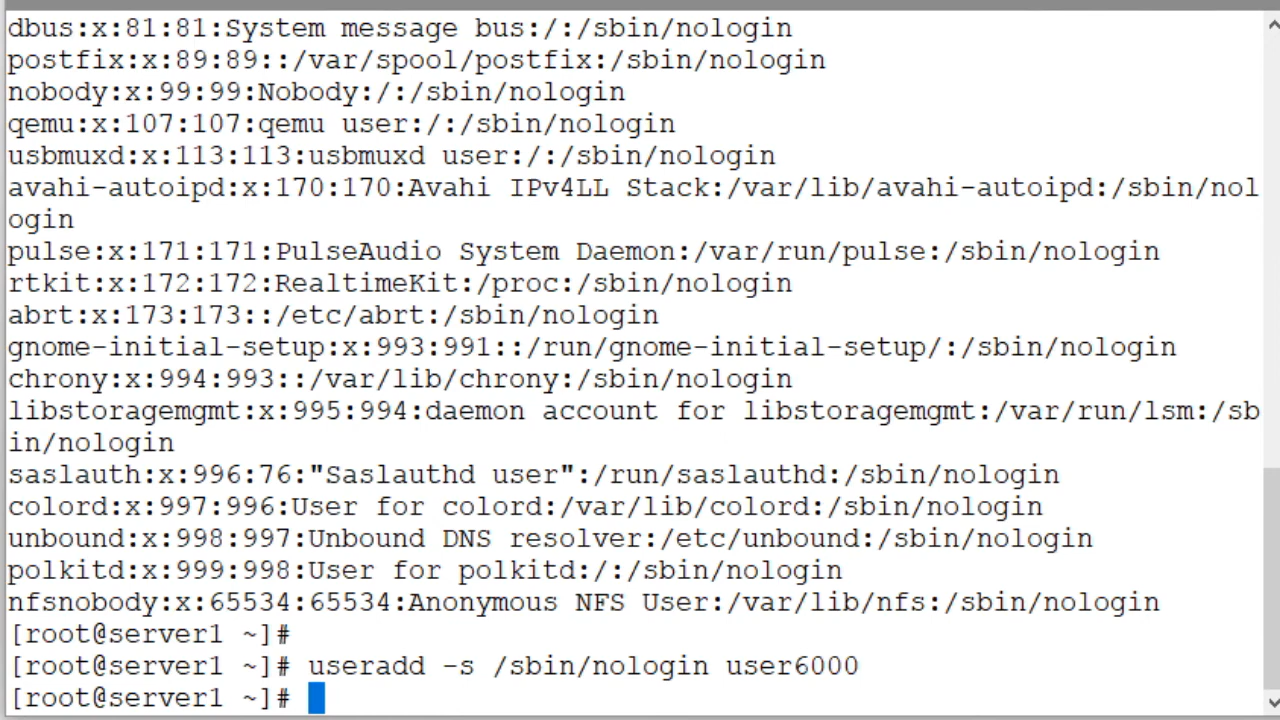 dbus:x:81:81:System message bus:/:/sbin/nologin
postfix:x:89:89::/var/spool/postfix:/sbin/nologin
nobody:x:99:99:Nobody:/:/sbin/nologin
qemu:x:107:107:qemu user:/:/sbin/nologin
usbmuxd:x:113:113:usbmuxd user:/:/sbin/nologin
avahi-autoipd:x:170:170:Avahi IPv4LL Stack:/var/lib/avahi-autoipd:/sbin/nol
ogin
pulse:x:171:171:PulseAudio System Daemon:/var/run/pulse:/sbin/nologin
rtkit:x:172:172:RealtimeKit:/proc:/sbin/nologin
abrt:x:173:173::/etc/abrt:/sbin/nologin
gnome-initial-setup:x:993:991::/run/gnome-initial-setup/:/sbin/nologin
chrony:x:994:993::/var/lib/chrony:/sbin/nologin
libstoragemgmt:x:995:994:daemon account for libstoragemgmt:/var/run/lsm:/sb
in/nologin
saslauth:x:996:76:"Saslauthd user":/run/saslauthd:/sbin/nologin
colord:x:997:996:User for colord:/var/lib/colord:/sbin/nologin
unbound:x:998:997:Unbound DNS resolver:/etc/unbound:/sbin/nologin
polkitd:x:999:998:User for polkitd:/:/sbin/nologin
nfsnobody:x:65534:65534:Anonymous NFS User:/var/lib/nfs:/sbin/nologin
[root@server1 ~]#
[root@server1 ~]# useradd -s /sbin/nologin user6000
[root@server1 ~]#